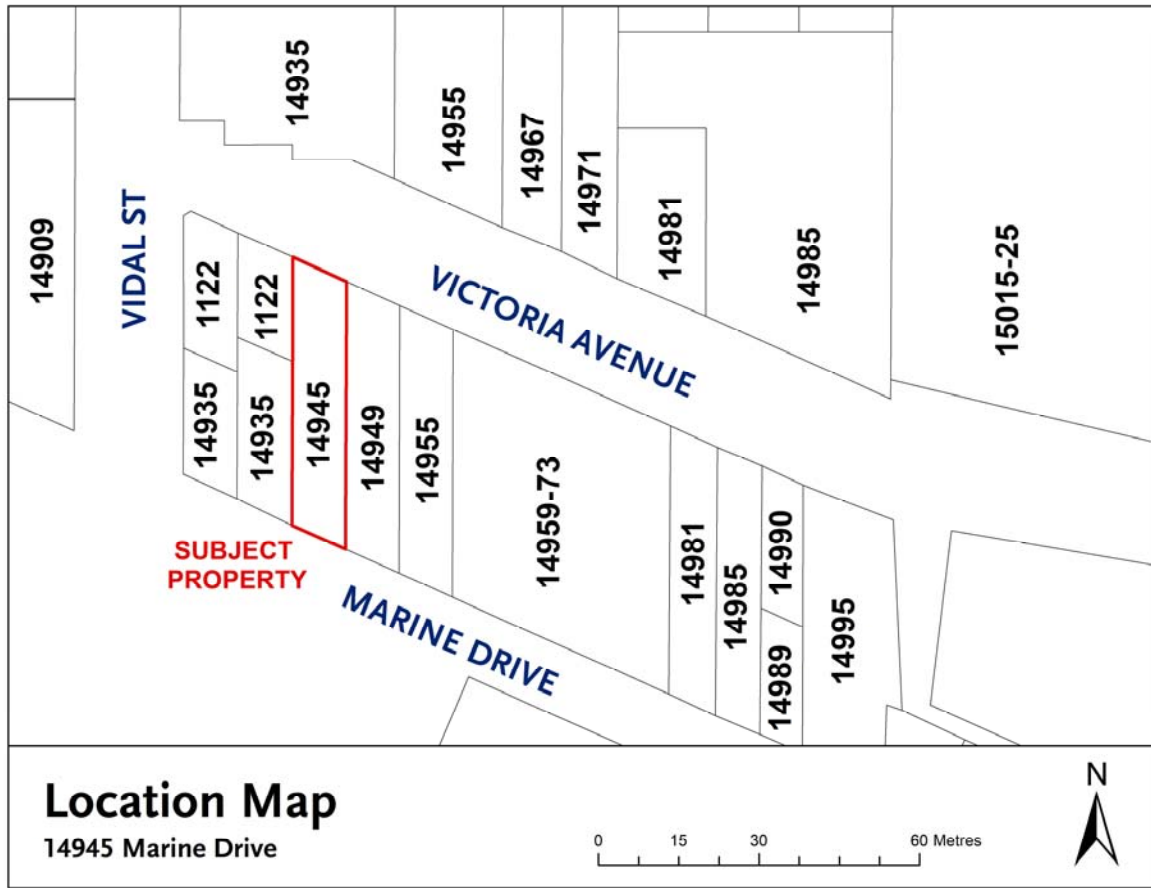 14935
14955
14967
14971
14981
14985
15015-25
14909
VIDAL ST
VICTORIA AVENUE
1122
1122
14935
14935
14945
14949
14955
14959-73
14981
14985
14990
14989
14995
SUBJECT
PROPERTY
MARINE DRIVE
Location Map
14945 Marine Drive
0 15 30 60 Metres
N